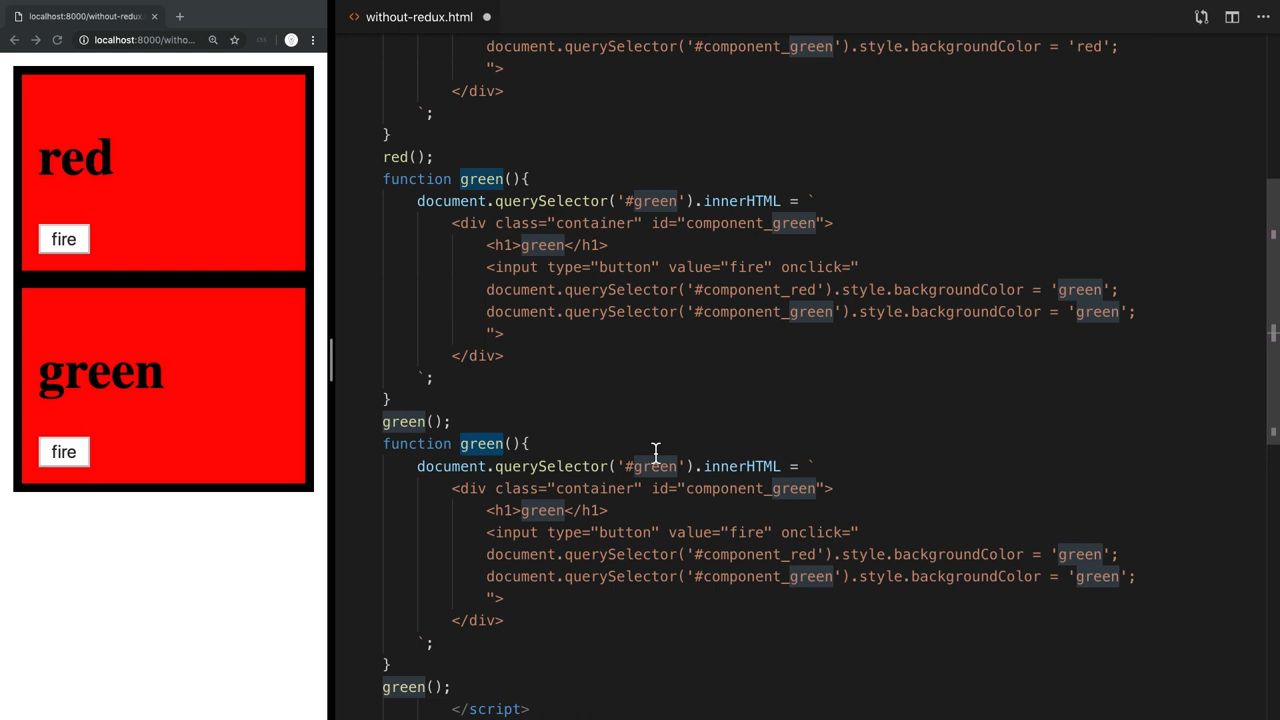 localhost:8000/without-redux.
localhost:8000/witho...
red
fire
green
fire
without-redux.html
document.querySelector('#component_green').style.backgroundColor = 'red';
">
</div>
`;
}
red();
function green(){
document.querySelector('#green').innerHTML = `
<div class="container" id="component_green">
<h1>green</h1>
<input type="button" value="fire" onclick="
document.querySelector('#component_red').style.backgroundColor = 'green';
document.querySelector('#component_green').style.backgroundColor = 'green';
">
</div>
`;
}
green();
function green(){
document.querySelector('#green').innerHTML = `
<div class="container" id="component_green">
<h1>green</h1>
<input type="button" value="fire" onclick="
document.querySelector('#component_red').style.backgroundColor = 'green';
document.querySelector('#component_green').style.backgroundColor = 'green';
">
</div>
`;
}
green();
</script>